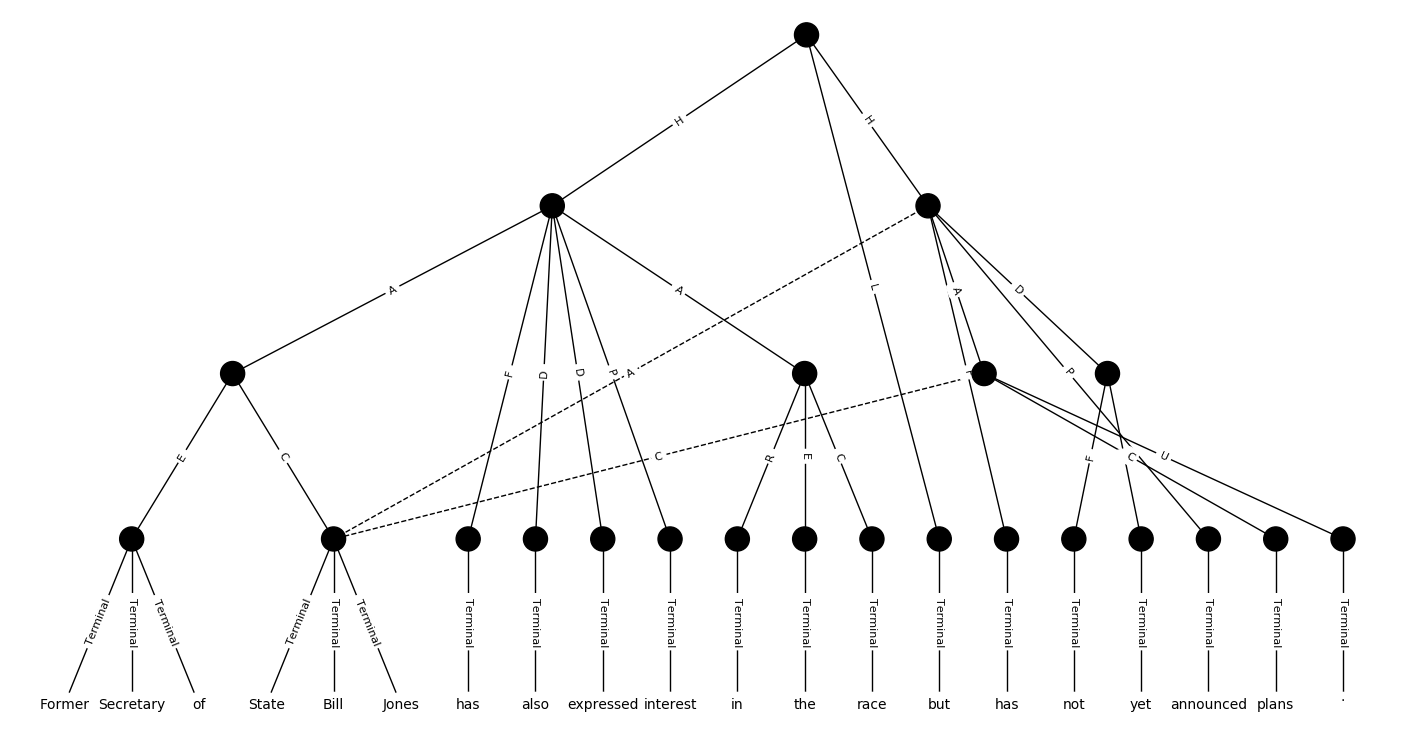 H H
A F D D P A A L A D P
E C C R E C F C U
Terminal Terminal Terminal Terminal Terminal Terminal Terminal Terminal Terminal Terminal Terminal Terminal Terminal Terminal Terminal Terminal Terminal Terminal Terminal Terminal
Former Secretary of State Bill Jones has also expressed interest in the race but has not yet announced plans .